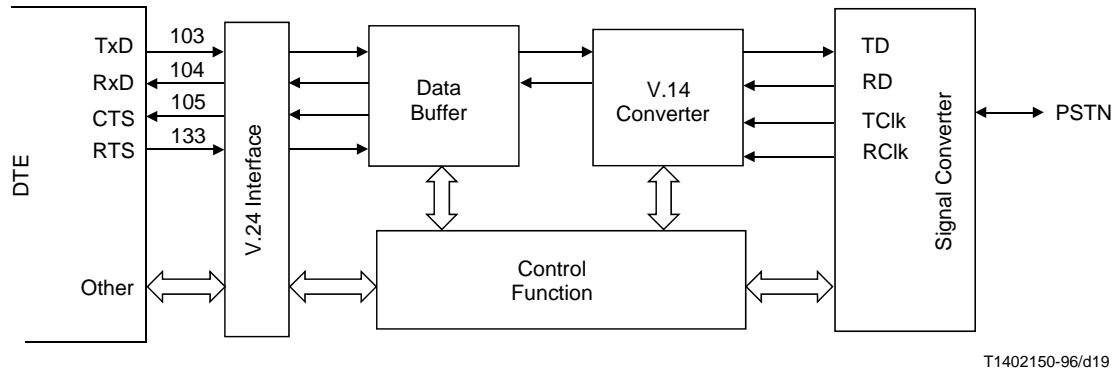 TxD 103
RxD 104
CTS 105
RTS 133
Other
DTE
V.24 Interface
Data
Buffer
V.14
Converter
Control
Function
TD
RD
TClk
RClk
Signal Converter
PSTN
T1402150-96/d19